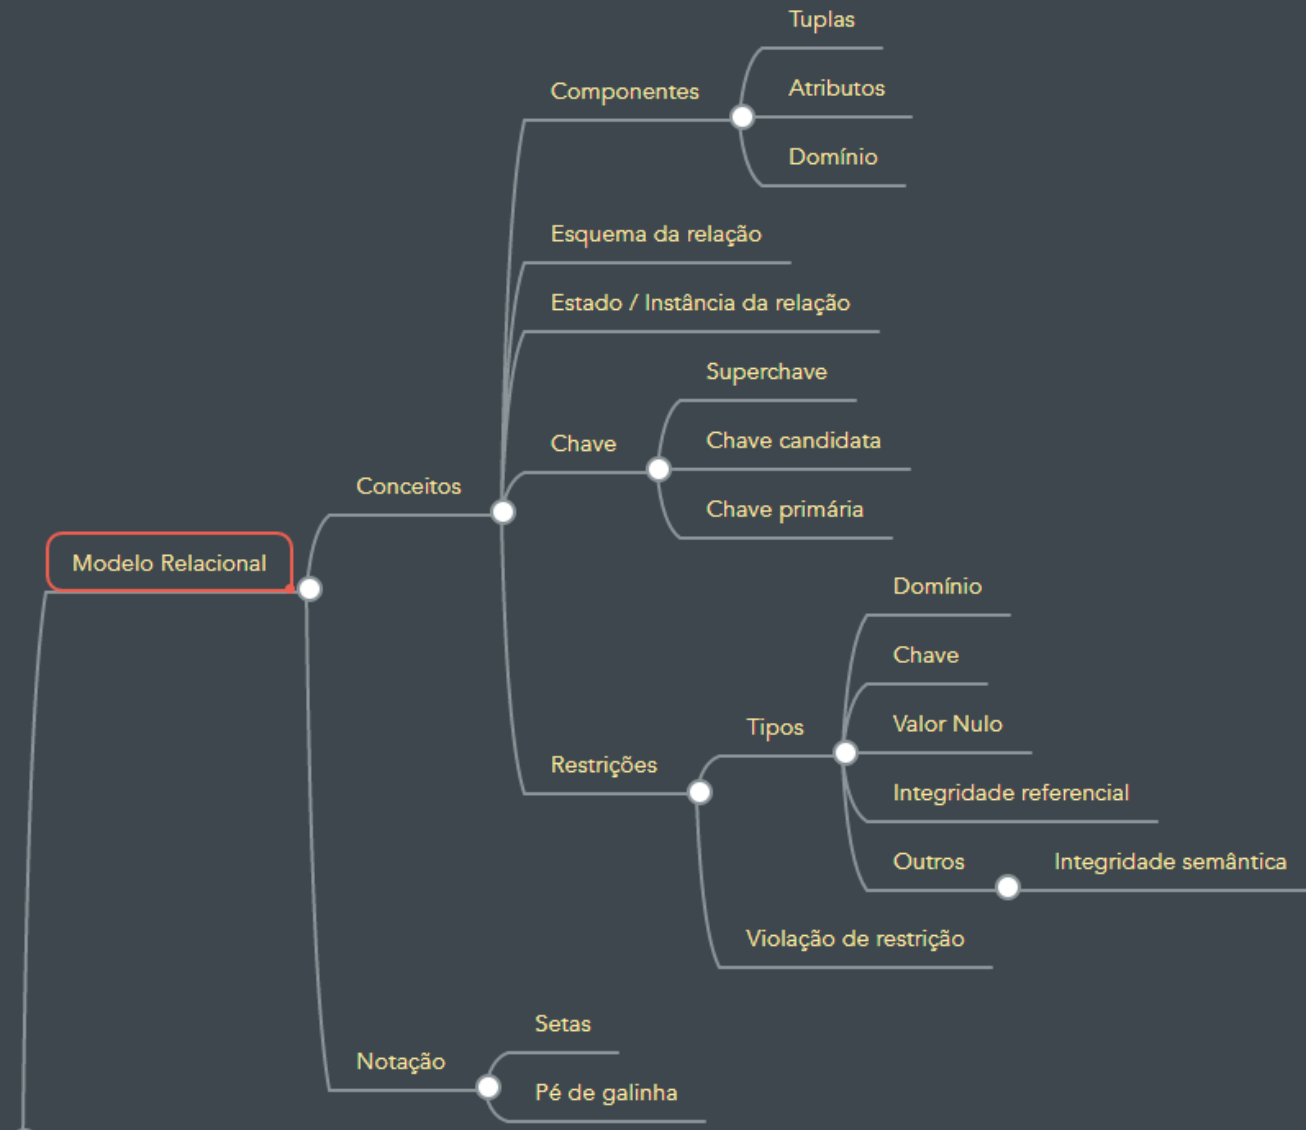 Tuplas
Componentes
Atributos
Domínio
Esquema da relação
Estado / Instância da relação
Superchave
Chave
Chave candidata
Conceitos
Chave primária
Modelo Relacional
Domínio
Chave
Tipos
Valor Nulo
Restrições
Integridade referencial
Outros
Integridade semântica
Violação de restrição
Setas
Notação
Pé de galinha